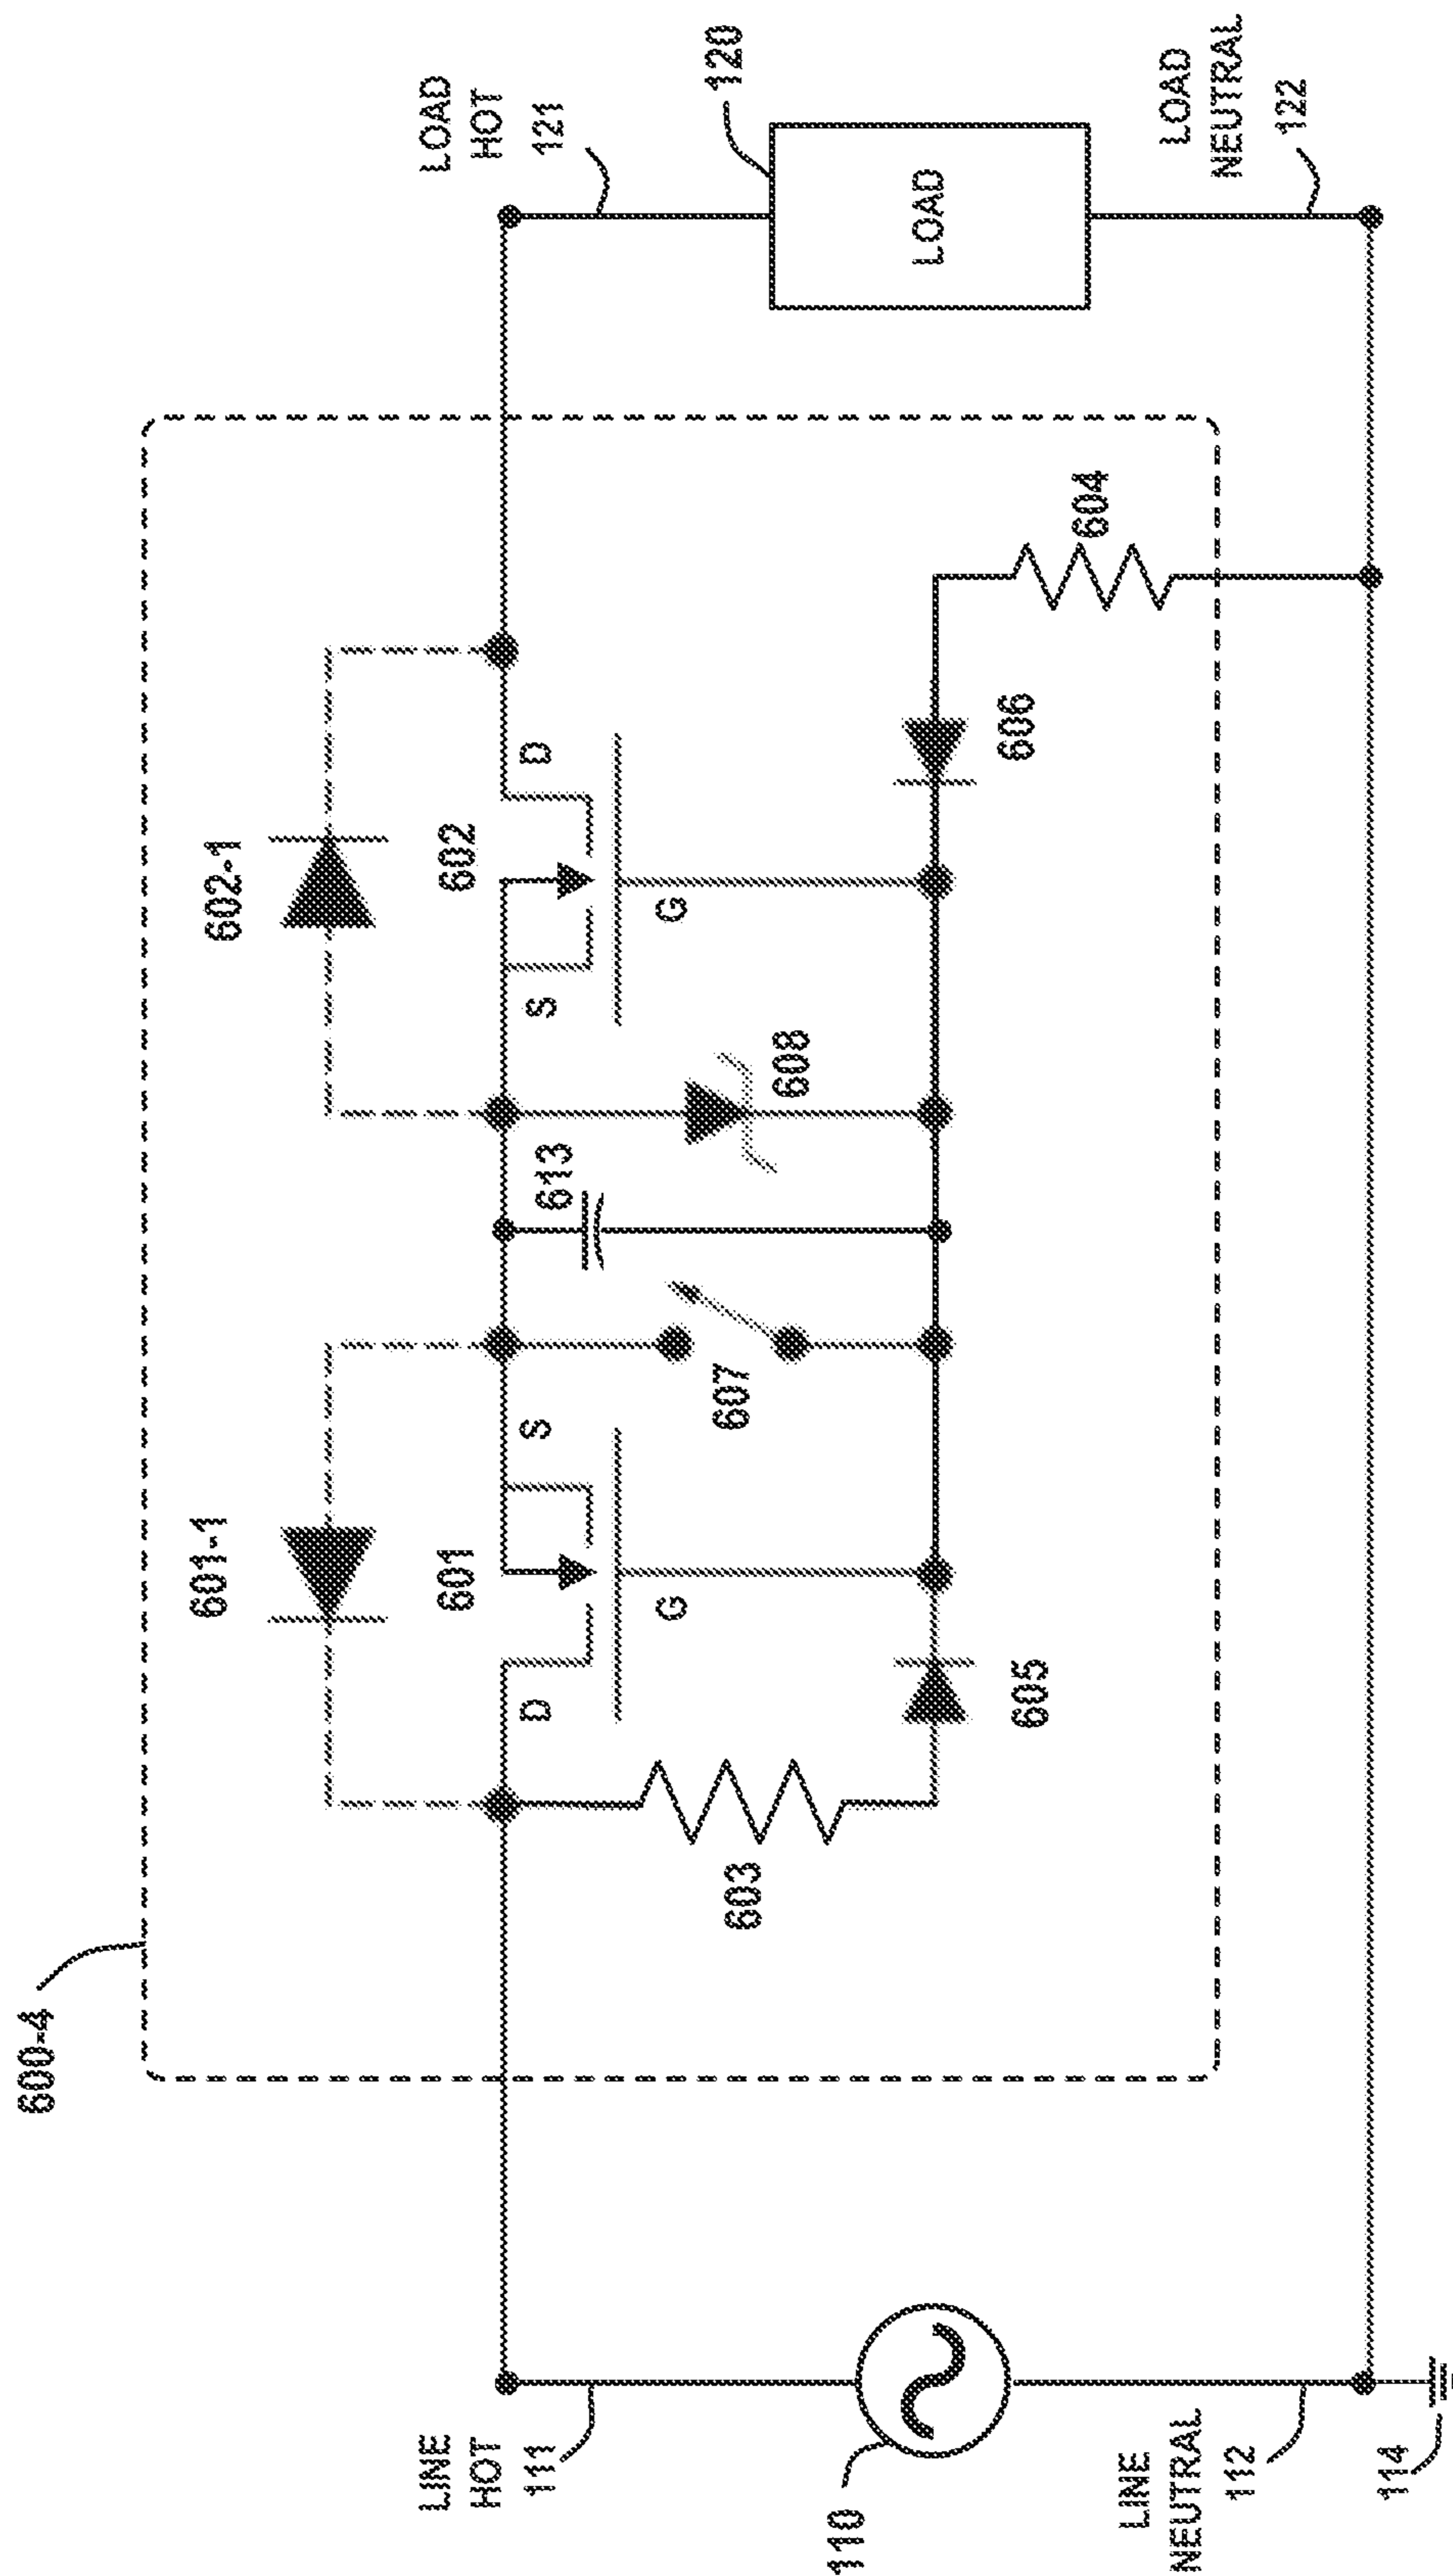 600-4
601-1
602-1
LINE
HOT
111
D
601
S
S
602
D
LOAD
HOT
121
G
G
613
603
607
608
120
LOAD
605
606
604
110
LINE
NEUTRAL
112
LOAD
NEUTRAL
122
114